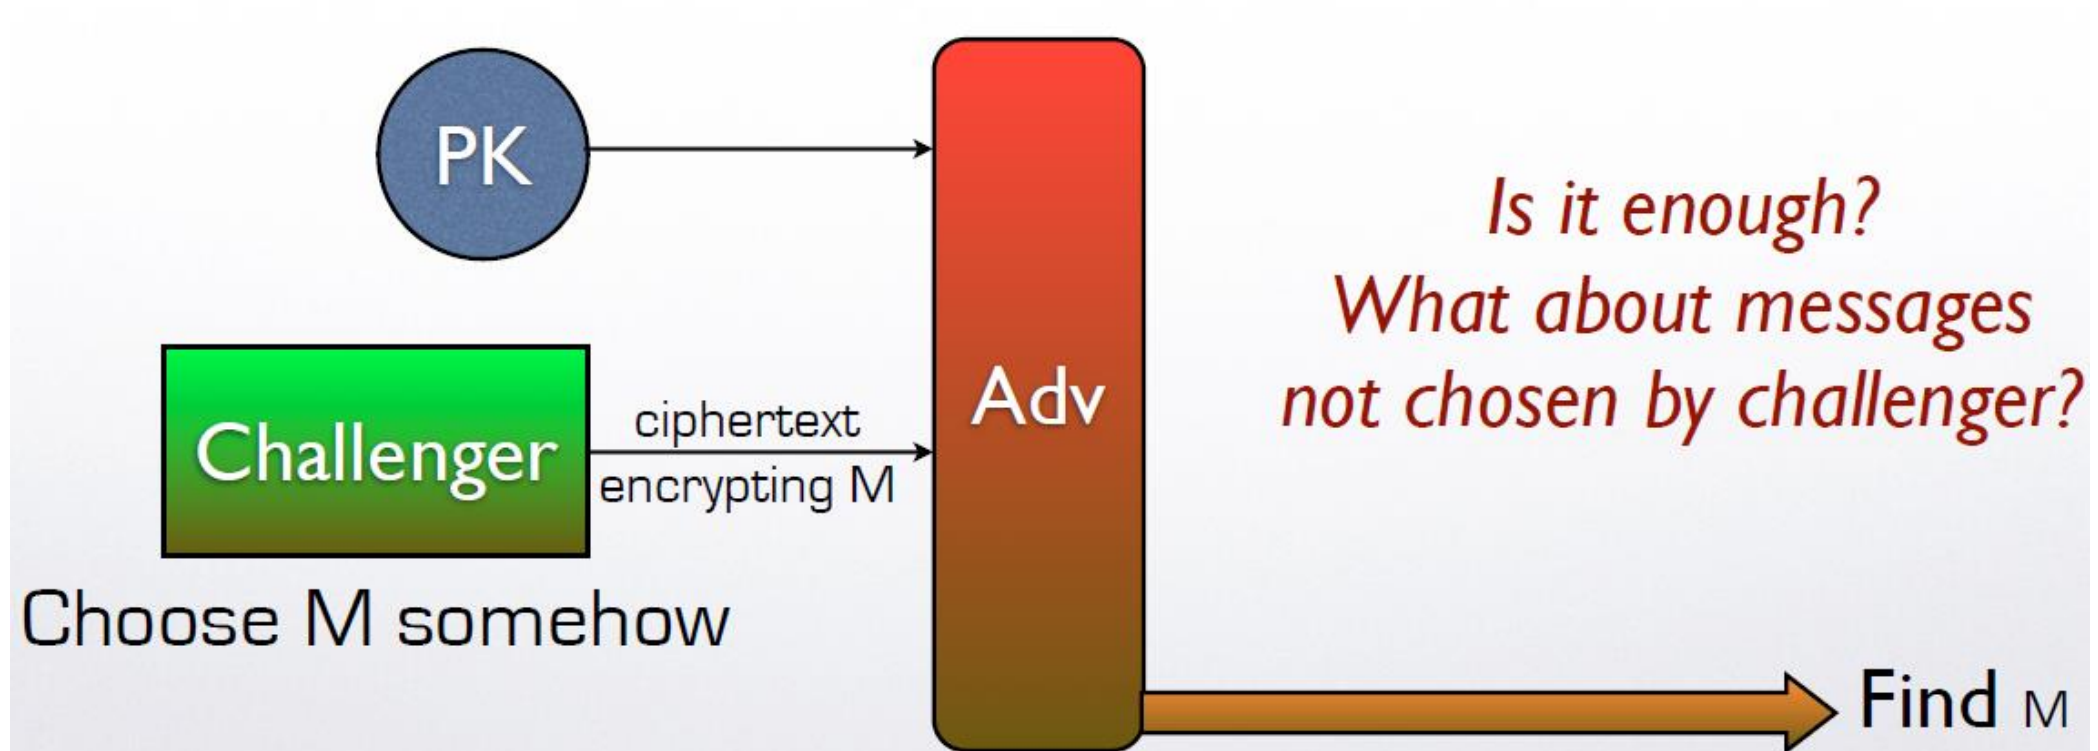 PK
Is it enough?
What about messages
not chosen by challenger?
Challenger
ciphertext
encrypting M
Adv
Choose M somehow
Find M